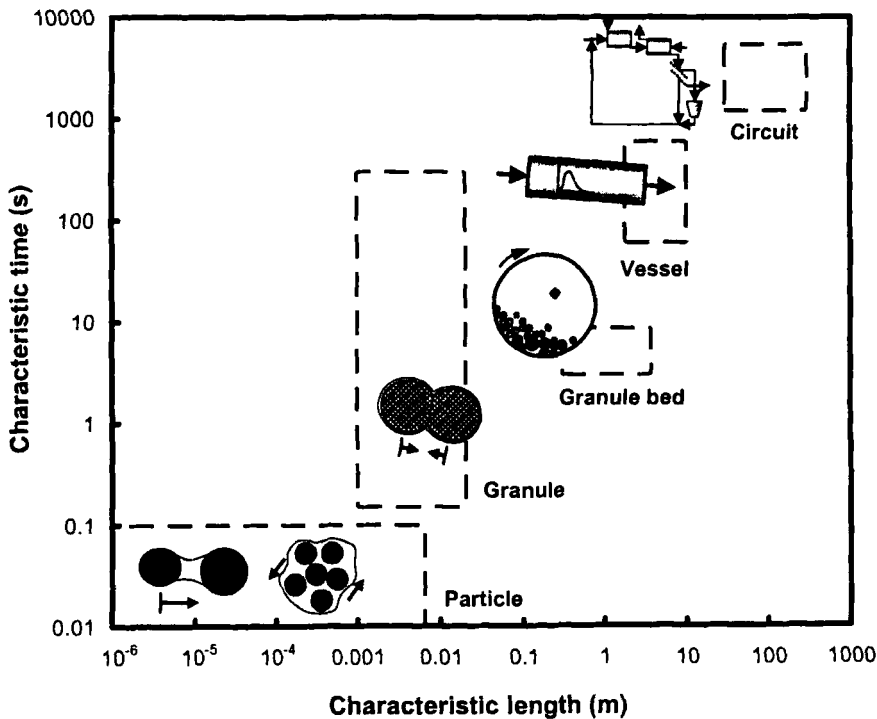 10000
1000
100
10
1
0.1
0.01
Characteristic time (s)
Circuit
Vessel
Granule bed
Granule
Particle
10⁻⁶ 10⁻⁵ 10⁻⁴ 0.001 0.01 0.1 1 10 100 1000
Characteristic length (m)